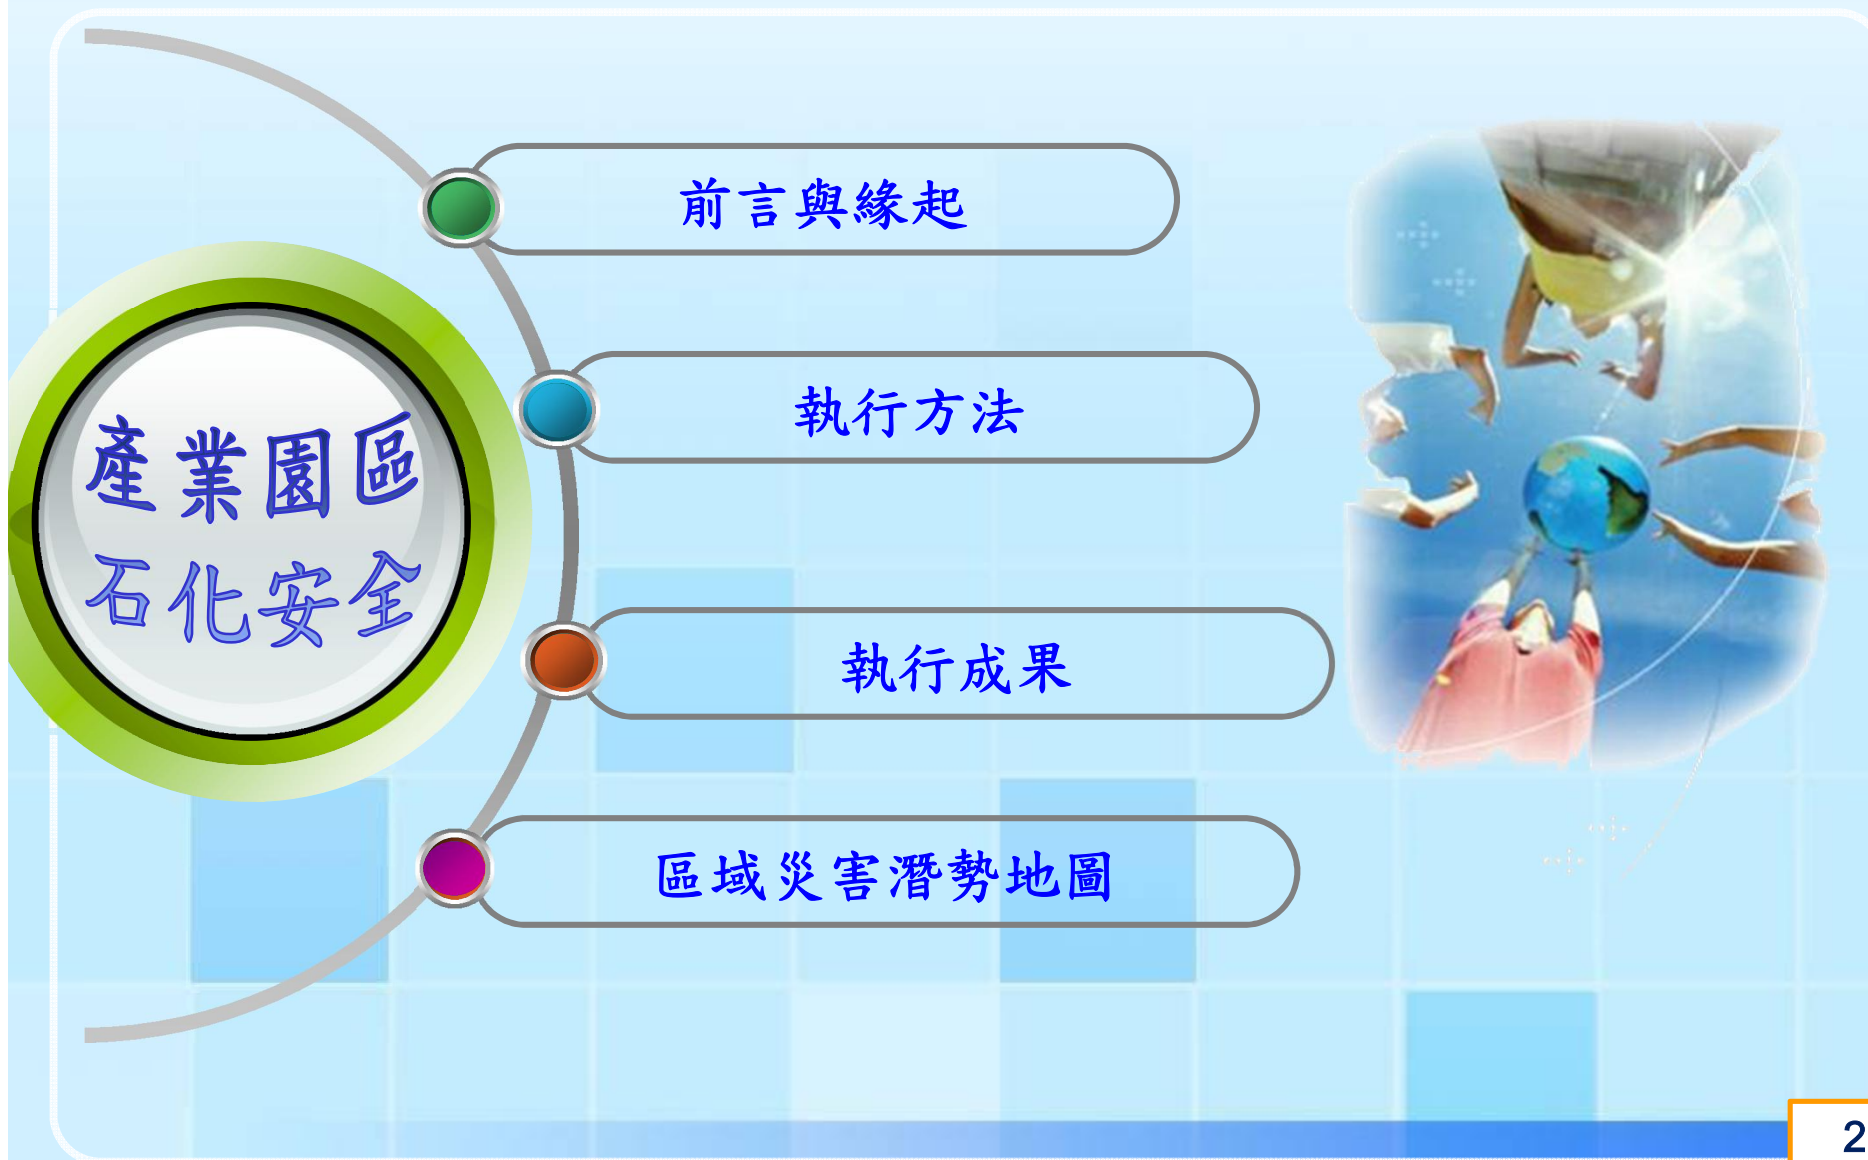 產業園區
石化安全
前言與緣起
執行方法
執行成果
區域災害潛勢地圖
2